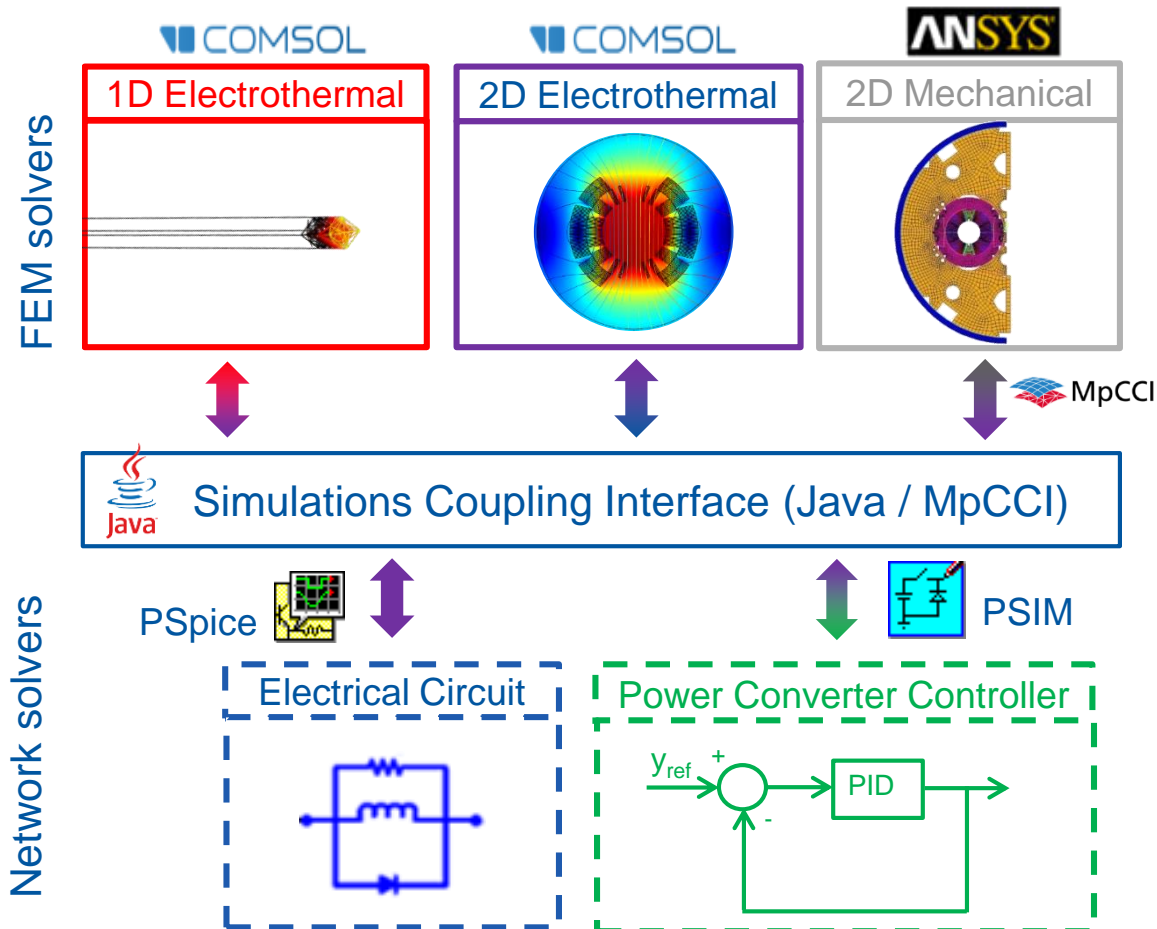 COMSOL
COMSOL
ANSYS
1D Electrothermal
2D Electrothermal
2D Mechanical
FEM solvers
MpCCI
Java
Simulations Coupling Interface (Java / MpCCI)
PSpice
PSIM
Network solvers
Electrical Circuit
Power Converter Controller
yref
+
PID
-